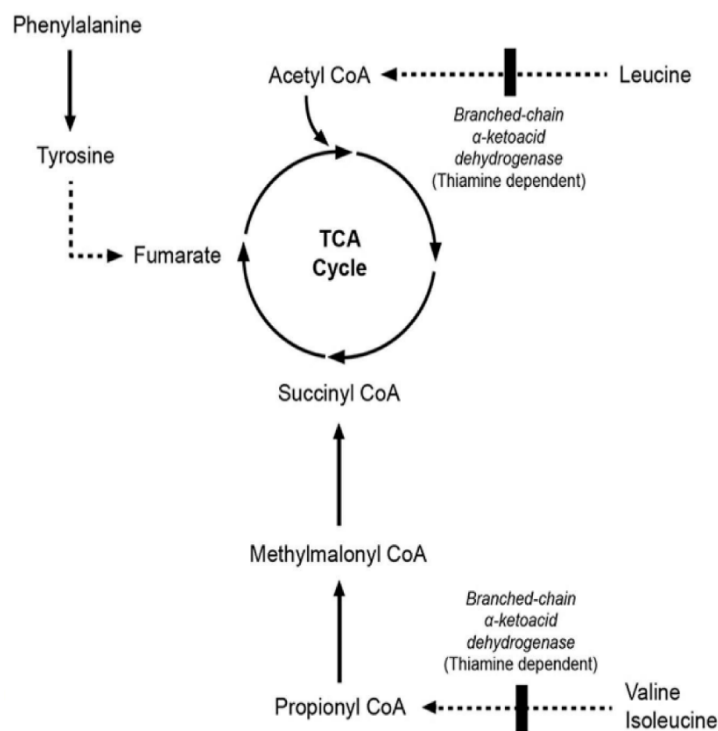 Phenylalanine
Acetyl CoA
Leucine
Branched-chain
α-ketoacid
dehydrogenase
(Thiamine dependent)
Tyrosine
TCA
Cycle
Fumarate
Succinyl CoA
Methylmalonyl CoA
Branched-chain
α-ketoacid
dehydrogenase
(Thiamine dependent)
Propionyl CoA
Valine
Isoleucine